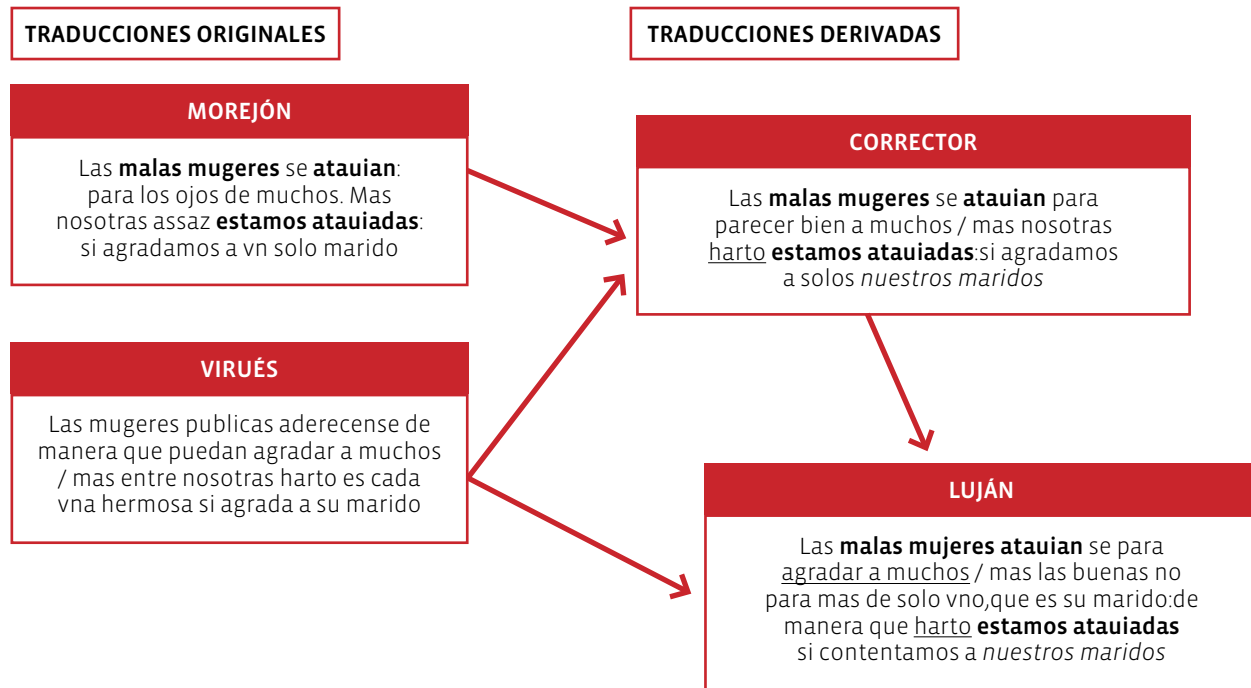 TRADUCCIONES ORIGINALES
MOREJÓN
Las malas mugeres se atauian:
para los ojos de muchos. Mas
nosotras assaz estamos atauiadas:
si agradamos a vn solo marido
VIRUÉS
Las mugeres publicas aderecense de
manera que puedan agradar a muchos
/ mas entre nosotras harto es cada
vna hermosa si agrada a su marido
TRADUCCIONES DERIVADAS
CORRECTOR
Las malas mugeres se atauian para
parecer bien a muchos / mas nosotras
harto estamos atauiadas:si agradamos
a solos nuestros maridos
LUJÁN
Las malas mujeres atauian se para
agradar a muchos / mas las buenas no
para mas de solo vno,que es su marido:de
manera que harto estamos atauiadas
si contentamos a nuestros maridos